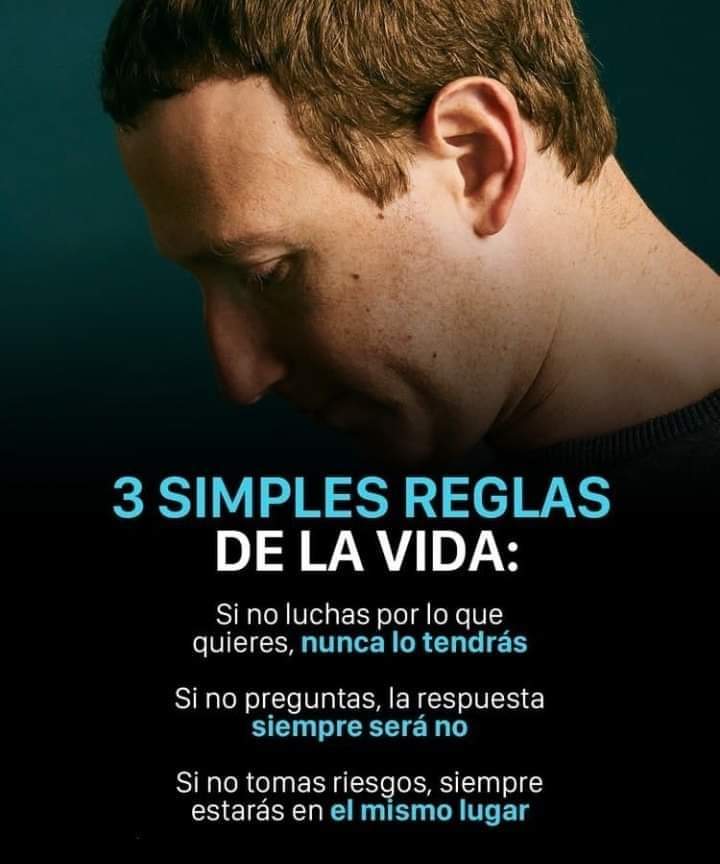 3 SIMPLES REGLAS
DE LA VIDA:
Si no luchas por lo que
quieres, nunca lo tendrás
Si no preguntas, la respuesta
siempre será no
Si no tomas riesgos, siempre
estarás en el mismo lugar